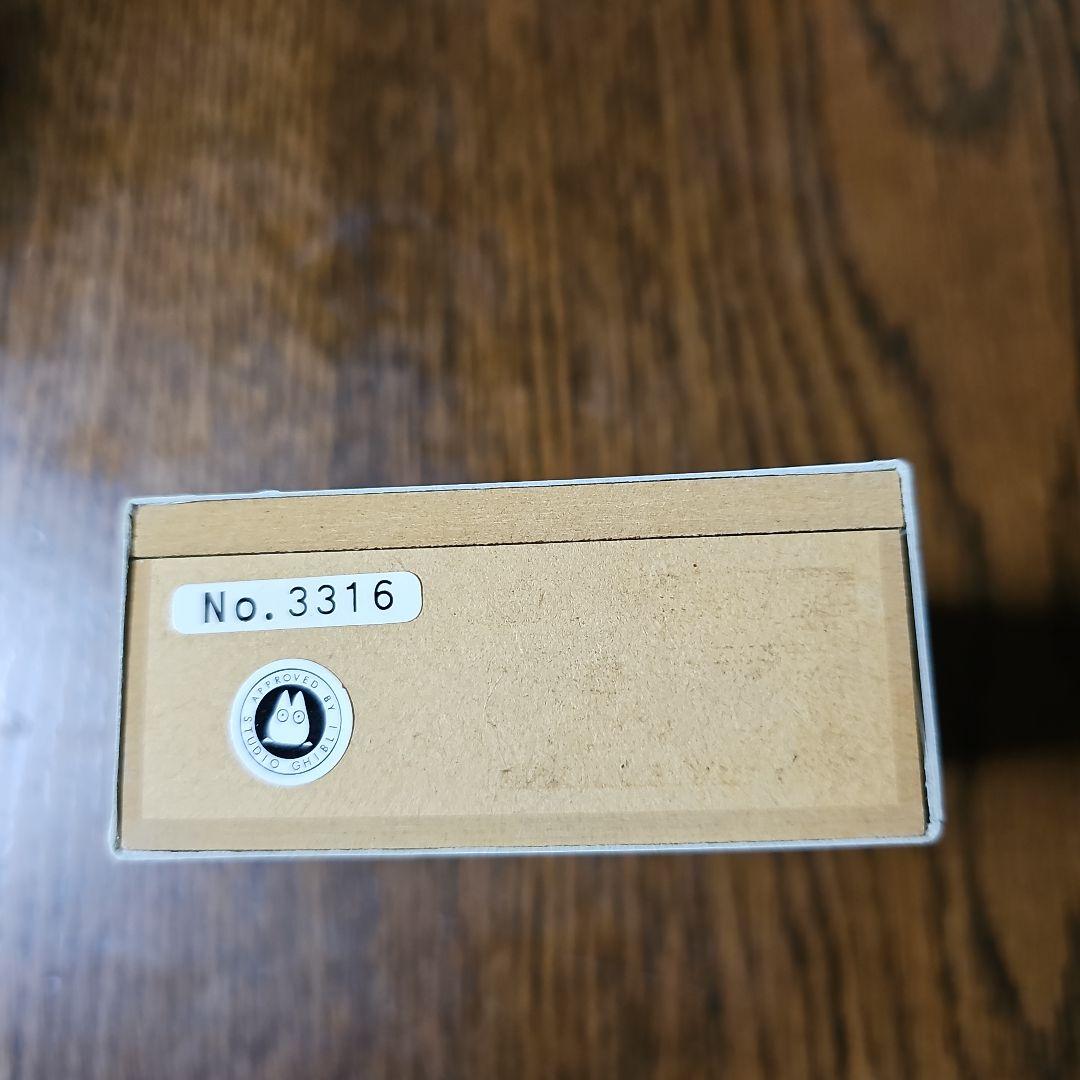 No.3316
APPROVED BY
STUDIO GHIBLI